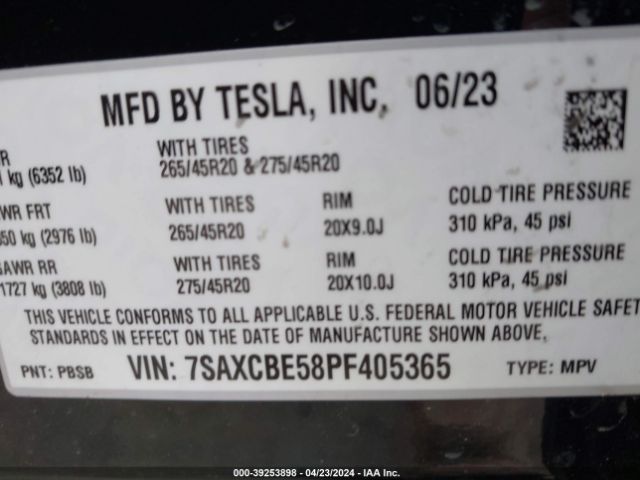 MFD BY TESLA, INC. 06/23
WITH TIRES
kg (6352 lb) 265/45R20 & 275/45R20
FRT WITH TIRES RIM COLD TIRE PRESSURE
kg (2976 lb) 265/45R20 20X9.0J 310 kPa, 45 psi
RR WITH TIRES RIM COLD TIRE PRESSURE
1727 kg (3808 lb) 275/45R20 20X10.0J 310 kPa, 45 psi
THIS VEHICLE CONFORMS TO ALL APPLICABLE U.S. FEDERAL MOTOR VEHICLE SAFET
STANDARDS IN EFFECT ON THE DATE OF MANUFACTURE SHOWN ABOVE.
PNT: PBSB VIN: 7SAXCBE58PF405365 TYPE: MPV
000-39253898 - 04/23/2024 - IAA Inc.